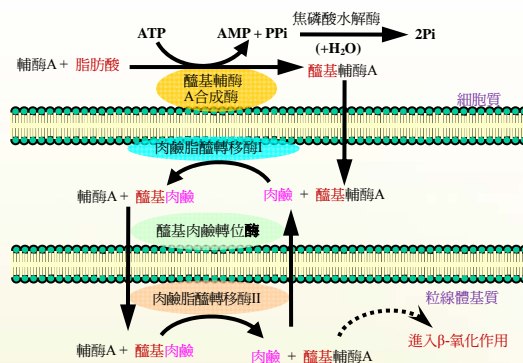 ATP AMP + PPi 焦磷酸水解酶 2Pi
(+H₂O)
輔酶A + 脂肪酸 醯基輔酶A
醯基輔酶
A合成酶
細胞質
肉鹼脂醯轉移酶I
輔酶A + 醯基肉鹼 肉鹼 + 醯基輔酶A
醯基肉鹼轉位酶
肉鹼脂醯轉移酶II
粒線體基質
輔酶A + 醯基肉鹼 肉鹼 + 醯基輔酶A
進入β-氧化作用